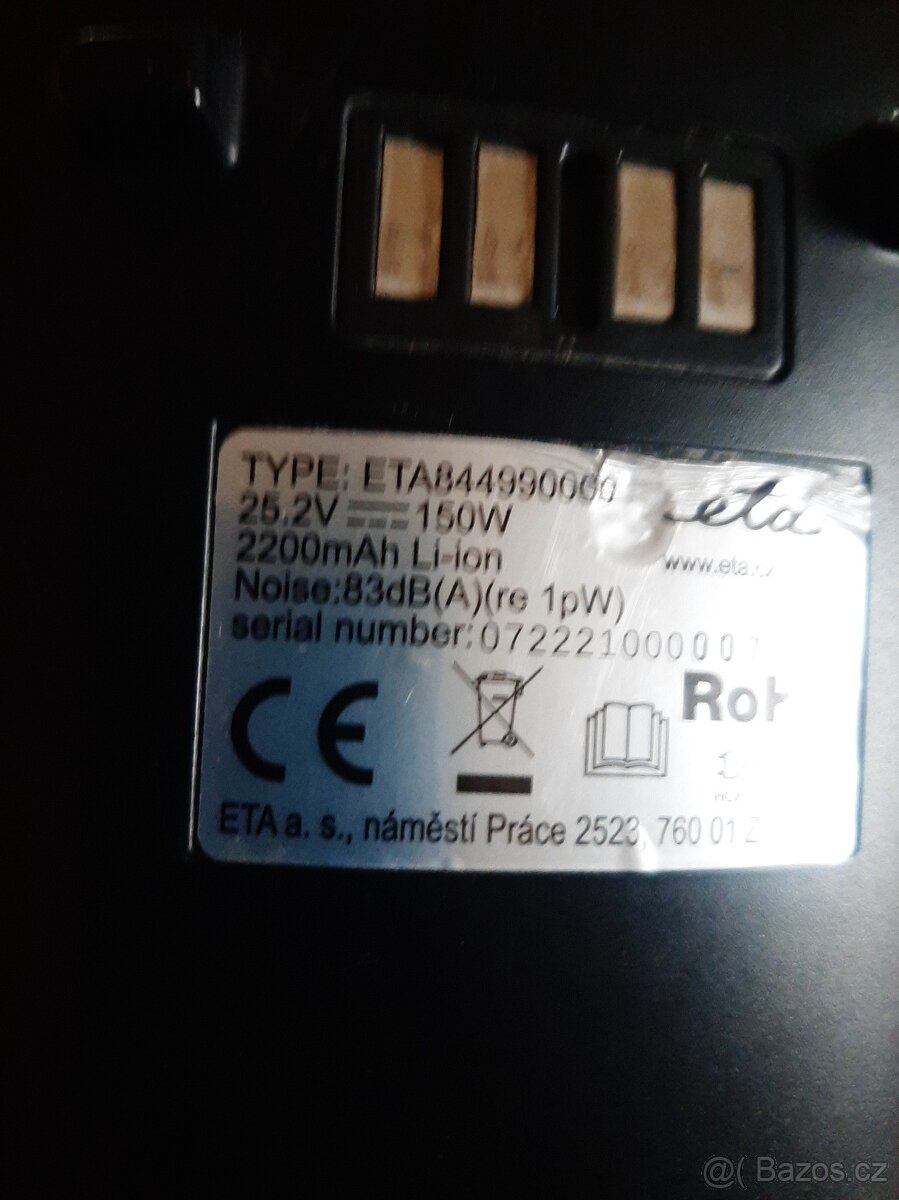 TYPE: ETA844990000
eta
25.2V 150W
2200mAh Li-ion
www.eta.cz
Noise:83dB(A)(re 1pW)
serial number:
CE
ETA a. s., náměstí Práce 2523, 760 01 Z
@( Bazos.cz